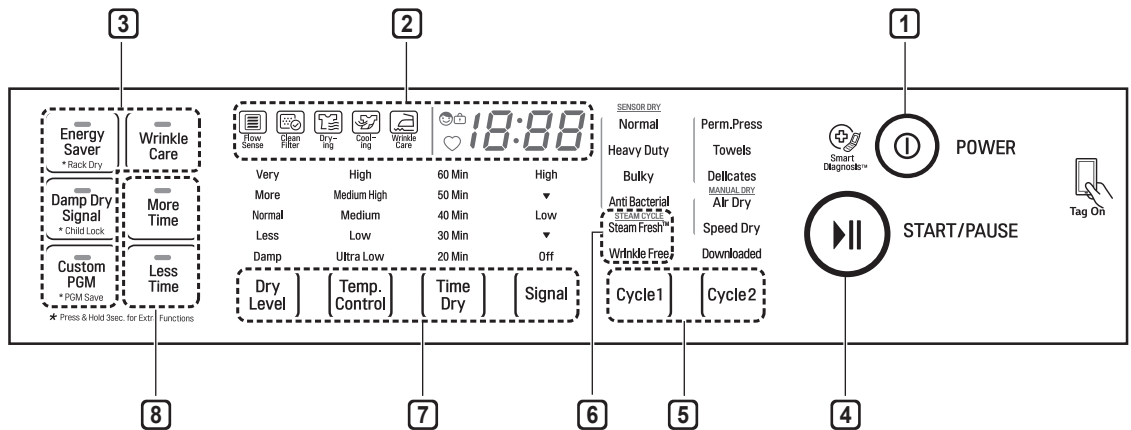 3
2
1
Energy
Saver
* Rack Dry
Wrinkle
Care
Damp Dry
Signal
* Child Lock
More
Time
Custom
PGM
* PGM Save
Less
Time
* Press & Hold 3sec. for Extra Functions
Flow
Sense
Clean
Filter
Dry-
ing
Cool-
ing
Wrinkle
Care
18:88
Very
High
60 Min
High
More
Medium High
50 Min
▼
Normal
Medium
40 Min
Low
Less
Low
30 Min
▼
Damp
Ultra Low
20 Min
Off
Dry
Level
Temp.
Control
Time
Dry
Signal
SENSOR DRY
Normal
Heavy Duty
Bulky
Anti Bacterial
STEAM CYCLE
Steam Fresh™
Wrinkle Free
Perm.Press
Towels
Delicates
MANUAL DRY
Air Dry
Speed Dry
Downloaded
Cycle1
Cycle2
Smart
Diagnosis™
POWER
START/PAUSE
Tag On
8
7
6
5
4